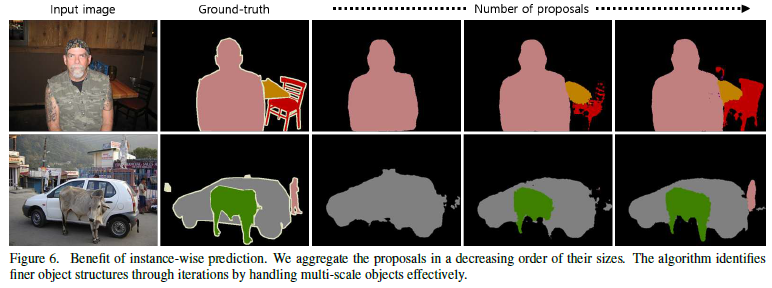 Input image Ground-truth Number of proposals
Figure 6. Benefit of instance-wise prediction. We aggregate the proposals in a decreasing order of their sizes. The algorithm identifies
finer object structures through iterations by handling multi-scale objects effectively.